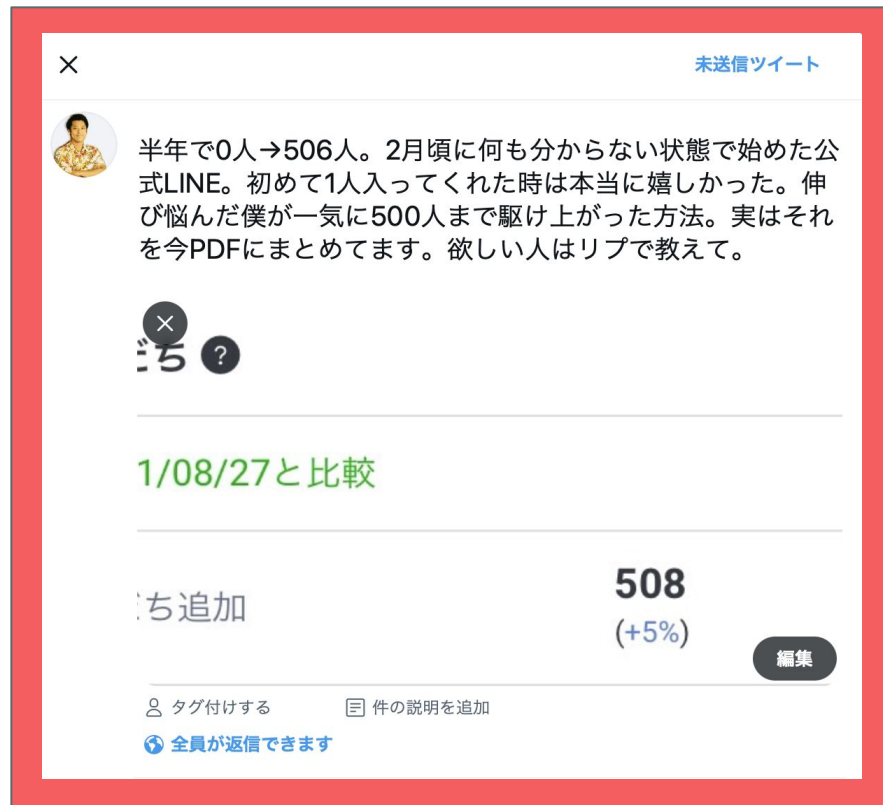 未送信ツイート
半年で0人→506人。2月頃に何も分からない状態で始めた公
式LINE。初めて1人入ってくれた時は本当に嬉しかった。伸
び悩んだ僕が一気に500人まで駆け上がった方法。実はそれ
を今PDFにまとめてます。欲しい人はリプで教えて。
だち ?
1/08/27と比較
508
だち追加
(+5%)
編集
タグ付けする 件の説明を追加
全員が返信できます